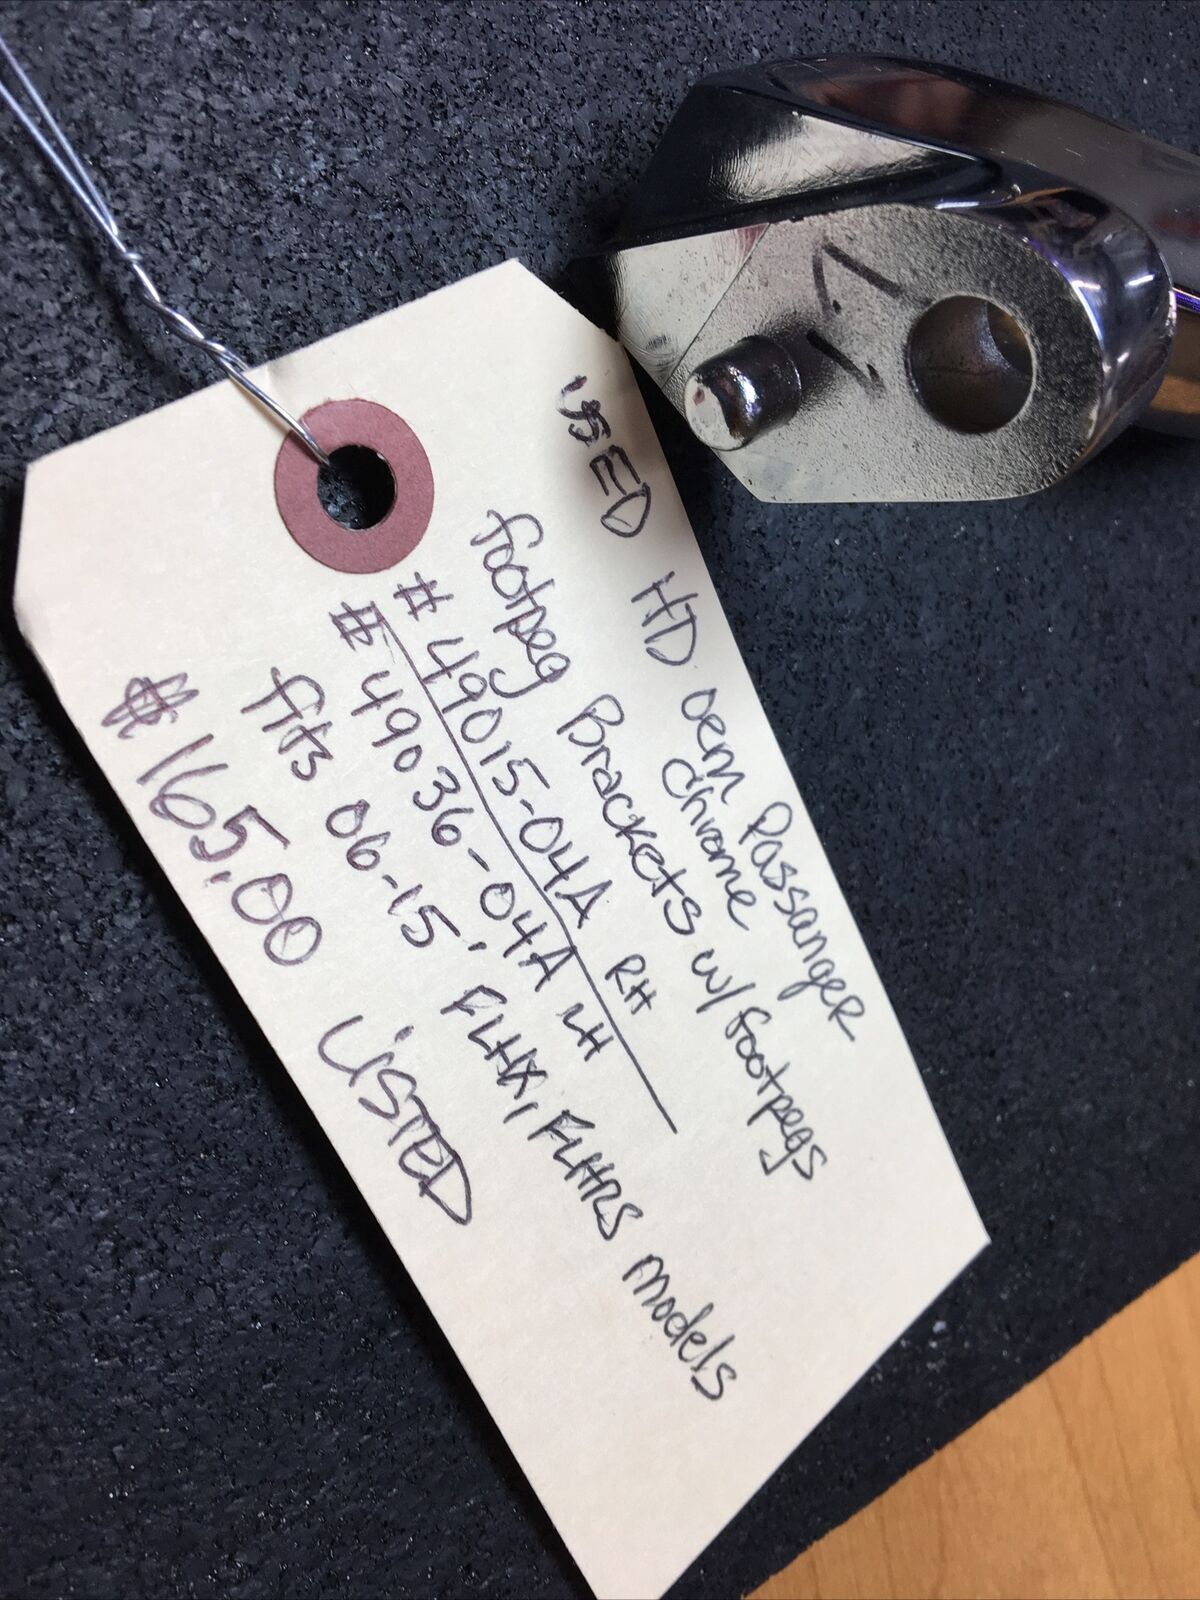 USED HD oem Passanger
chrome
footpeg Brackets w/ footpegs
# 49015-04A RH
# 49036-04A LH
fits 06-15, FLHX, FLHRS models
$165.00 LISTED